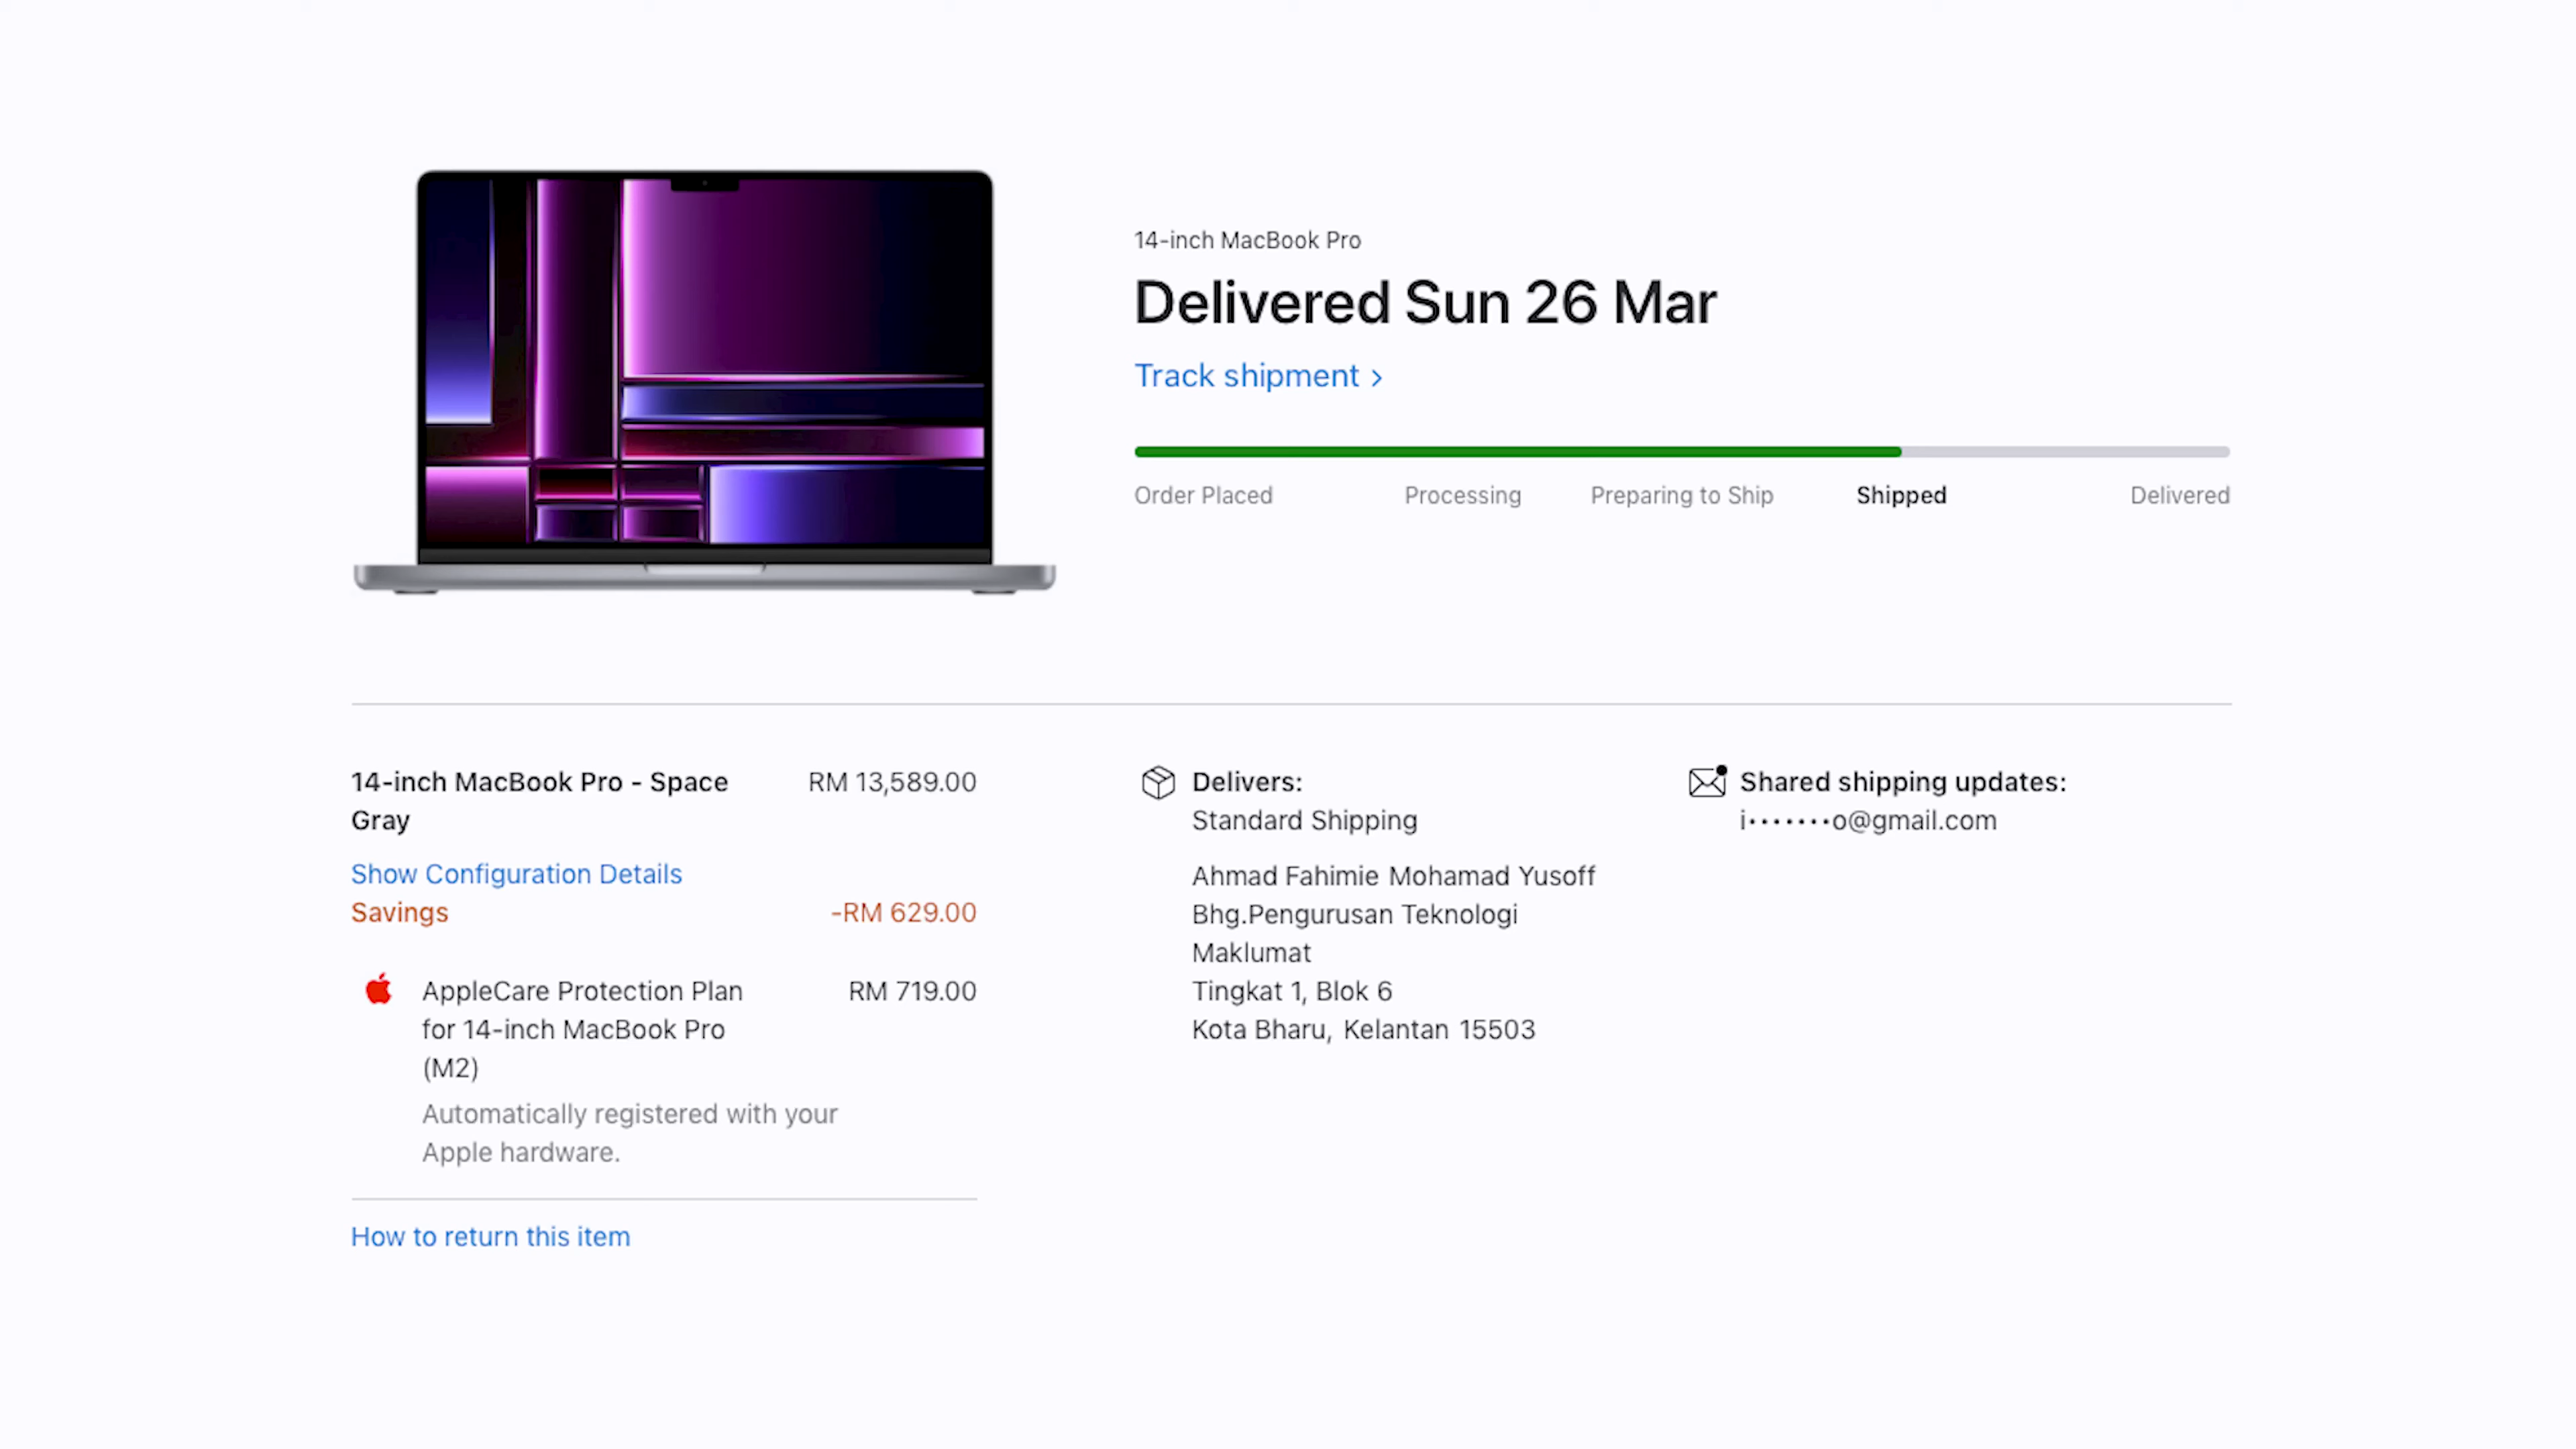 14-inch MacBook Pro
Delivered Sun 26 Mar
Track shipment >
Order Placed
Processing
Preparing to Ship
Shipped
Delivered
14-inch MacBook Pro - Space
Gray
RM 13,589.00
Show Configuration Details
Savings
-RM 629.00
AppleCare Protection Plan
for 14-inch MacBook Pro
(M2)
RM 719.00
Automatically registered with your
Apple hardware.
How to return this item
Delivers:
Standard Shipping
Ahmad Fahimie Mohamad Yusoff
Bhg.Pengurusan Teknologi
Maklumat
Tingkat 1, Blok 6
Kota Bharu, Kelantan 15503
Shared shipping updates:
i•••••••o@gmail.com